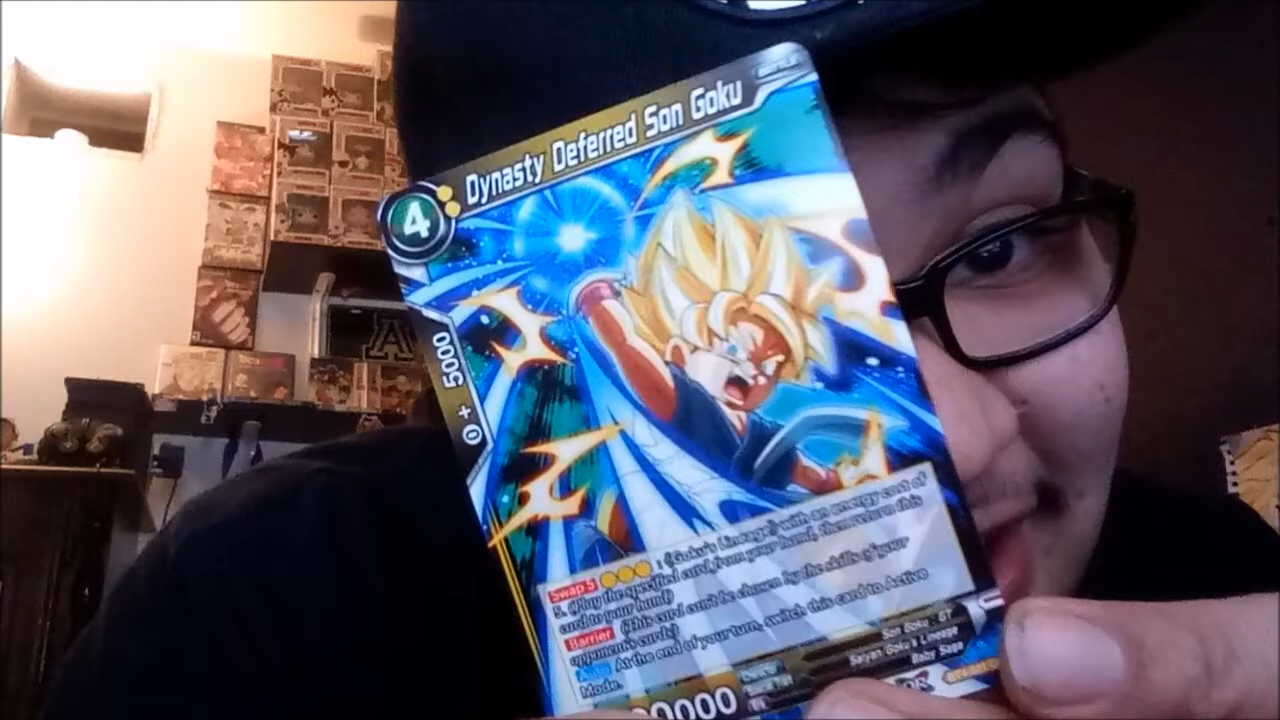 BATTLE
Dynasty Deferred Son Goku
4
5000
+
0
Swap 5 : {Goku's Lineage} with an energy cost of
5. (Play the specified card from your hand, then return this
card to your hand)
Barrier (This card can't be chosen by the skills of your
opponent's cards)
Auto At the end of your turn, switch this card to Active
Mode.
Son Goku : GT
Saiyan Goku's Lineage
Baby Saga
0000
A